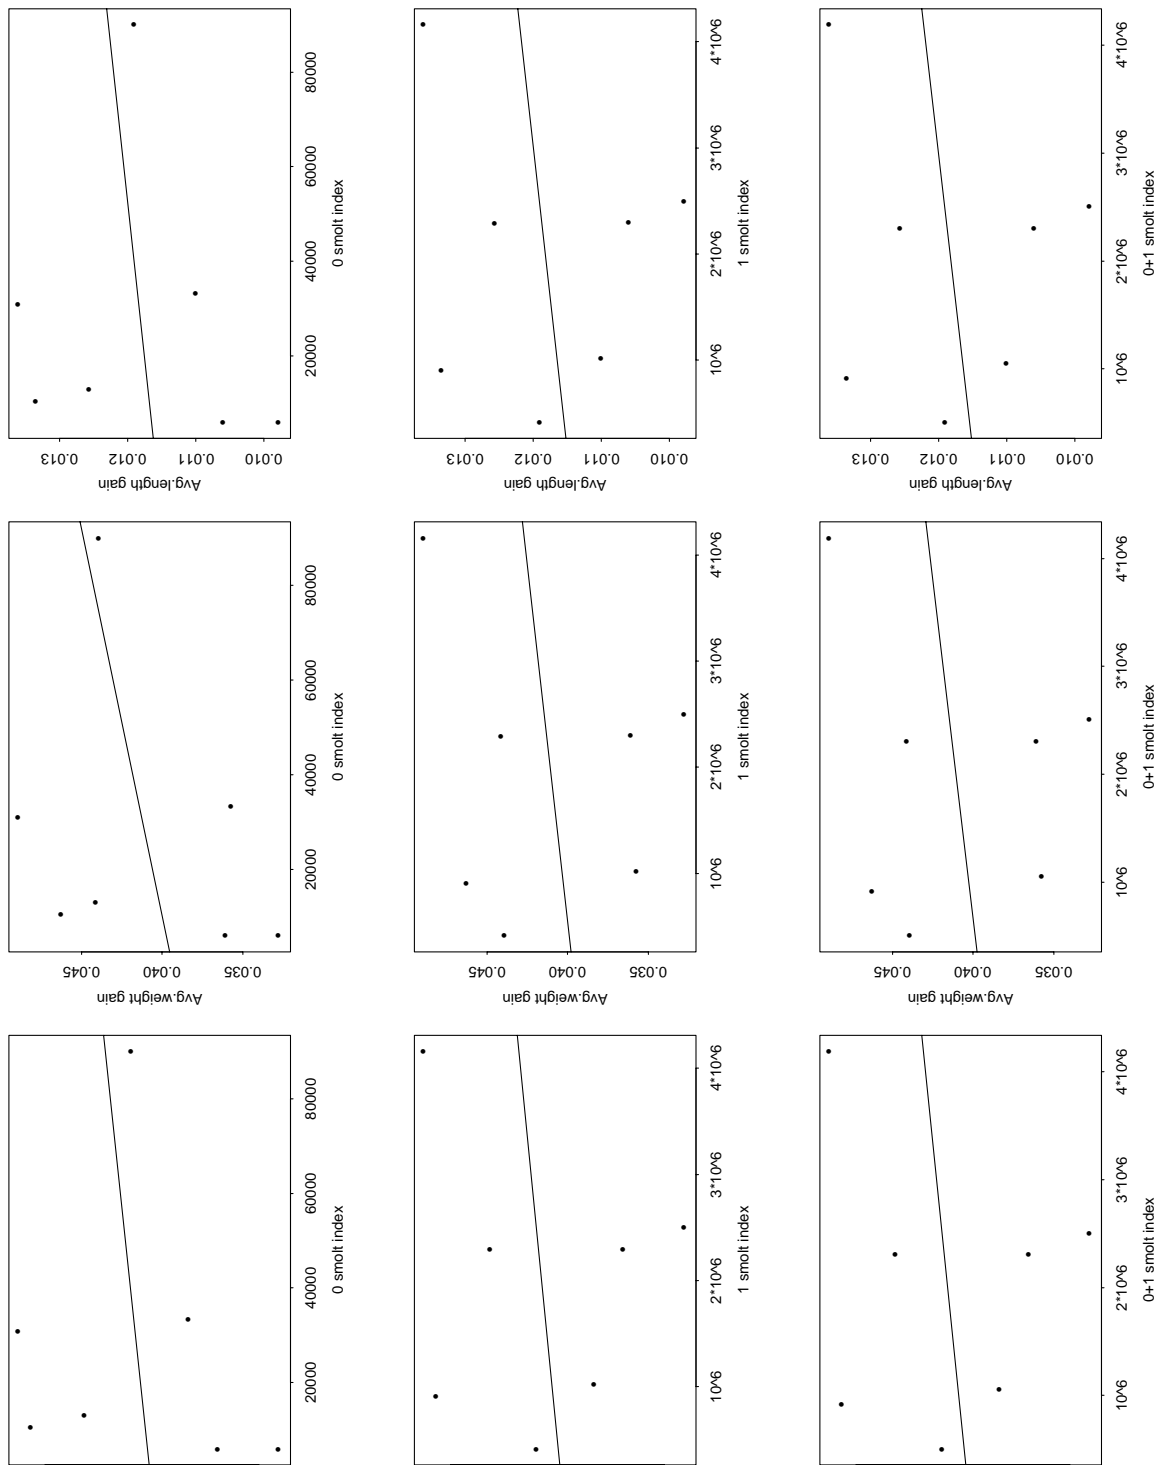 20000 40000 60000 80000
0 smolt index
Avg.weight gain
0.035 0.040 0.045
20000 40000 60000 80000
0 smolt index
Avg.length gain
0.010 0.011 0.012 0.013
20000 40000 60000 80000
0 smolt index
10^6 2*10^6 3*10^6 4*10^6
1 smolt index
Avg.weight gain
0.035 0.040 0.045
10^6 2*10^6 3*10^6 4*10^6
1 smolt index
Avg.length gain
0.010 0.011 0.012 0.013
10^6 2*10^6 3*10^6 4*10^6
1 smolt index
10^6 2*10^6 3*10^6 4*10^6
0+1 smolt index
Avg.weight gain
0.035 0.040 0.045
10^6 2*10^6 3*10^6 4*10^6
0+1 smolt index
Avg.length gain
0.010 0.011 0.012 0.013
10^6 2*10^6 3*10^6 4*10^6
0+1 smolt index